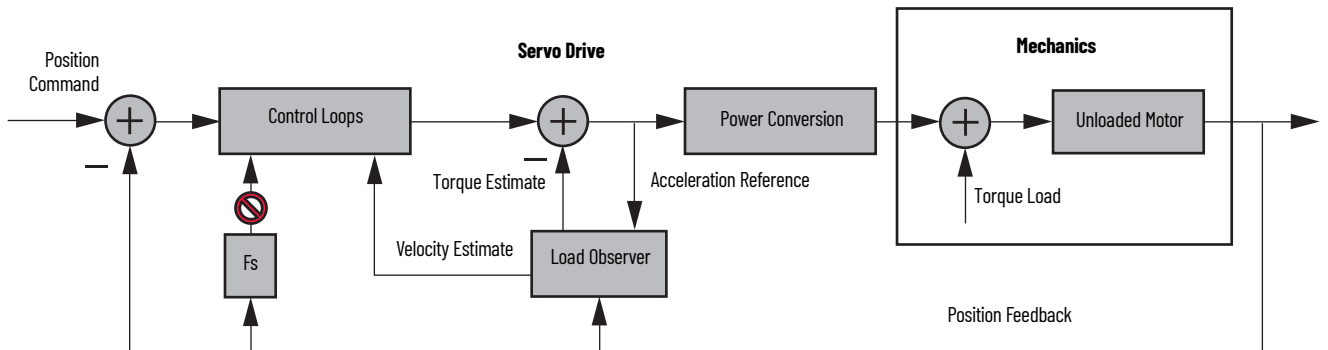 Servo Drive
Mechanics
Position
Command
Control Loops
Power Conversion
Unloaded Motor
Torque Estimate
Acceleration Reference
Torque Load
Velocity Estimate
Fs
Load Observer
Position Feedback